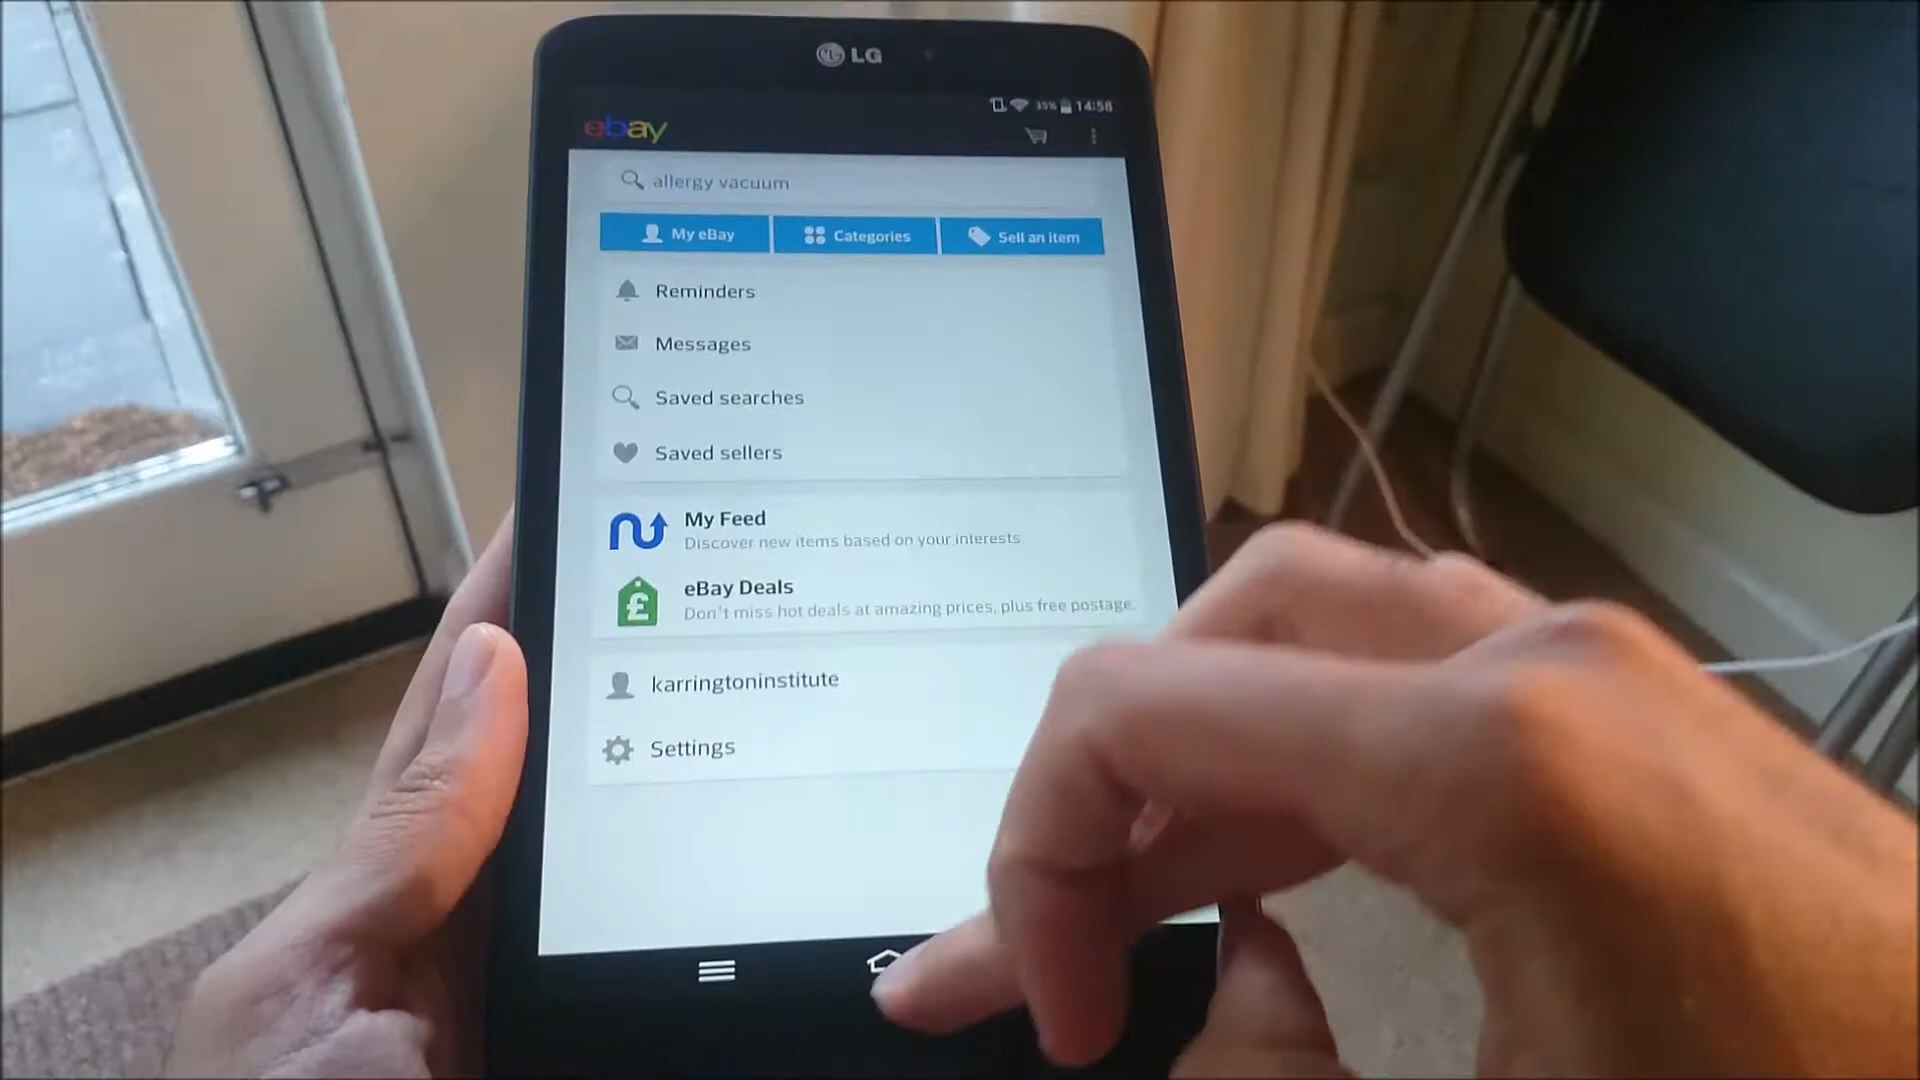 LG
35% 14:58
ebay
allergy vacuum
My eBay Categories Sell an item
Reminders
Messages
Saved searches
Saved sellers
My Feed
Discover new items based on your interests.
eBay Deals
£
Don't miss hot deals at amazing prices, plus free postage.
karringtoninstitute
Settings